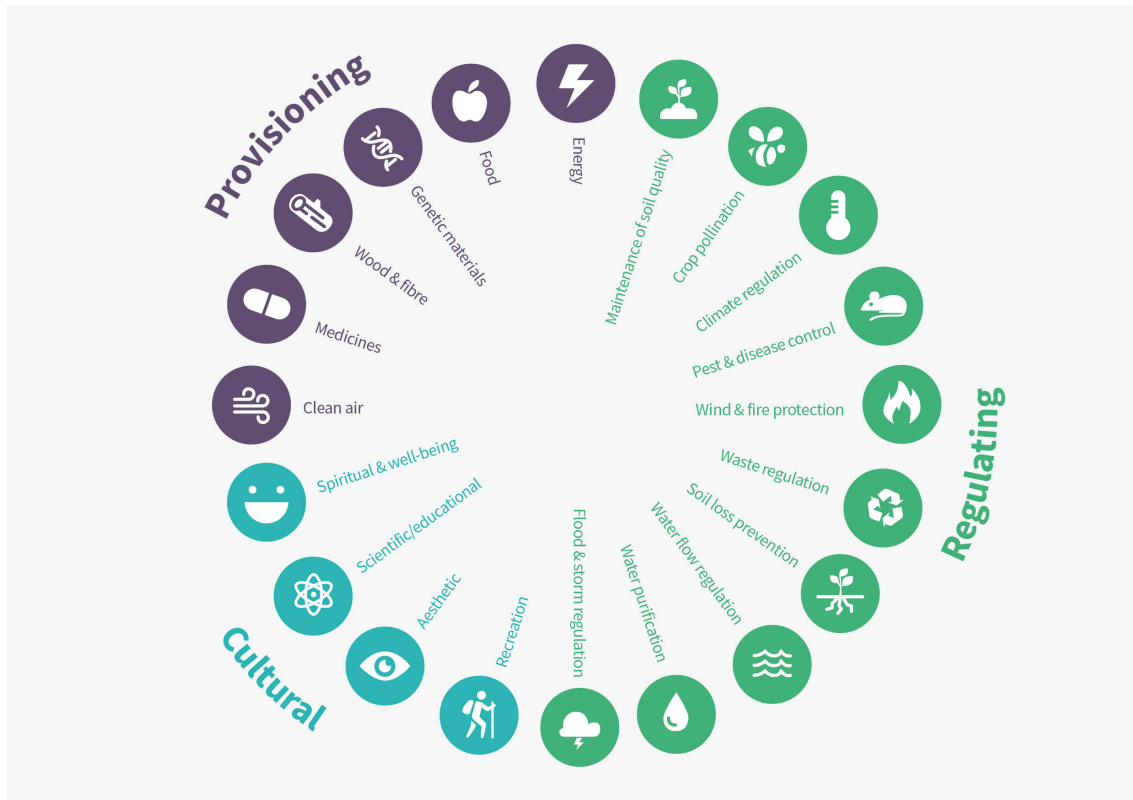 Provisioning
Energy
Food
Genetic materials
Wood & fibre
Medicines
Clean air
Regulating
Maintenance of soil quality
Crop pollination
Climate regulation
Pest & disease control
Wind & fire protection
Waste regulation
Soil loss prevention
Water flow regulation
Water purification
Flood & storm regulation
Cultural
Recreation
Aesthetic
Scientific/educational
Spiritual & well-being